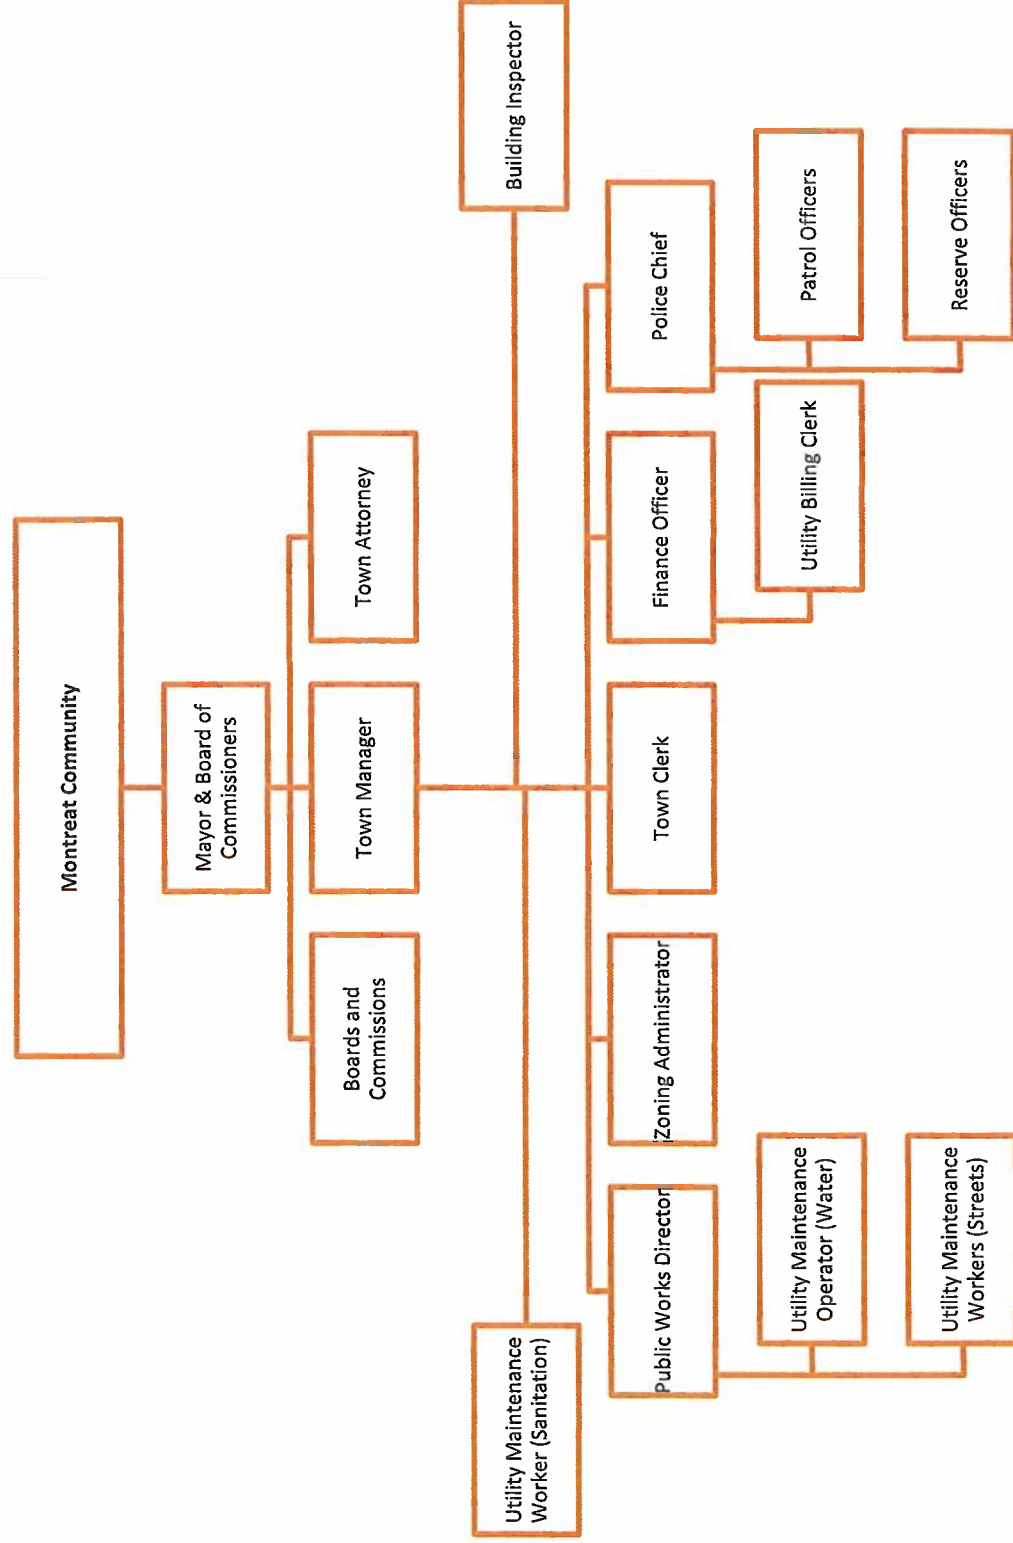 Montreat Community
Mayor & Board of
Commissioners
Boards and
Commissions
Town Manager
Town Attorney
Utility Maintenance
Worker (Sanitation)
Building Inspector
Public Works Director
Zoning Administrator
Town Clerk
Finance Officer
Police Chief
Utility Maintenance
Operator (Water)
Utility Maintenance
Workers (Streets)
Utility Billing Clerk
Patrol Officers
Reserve Officers